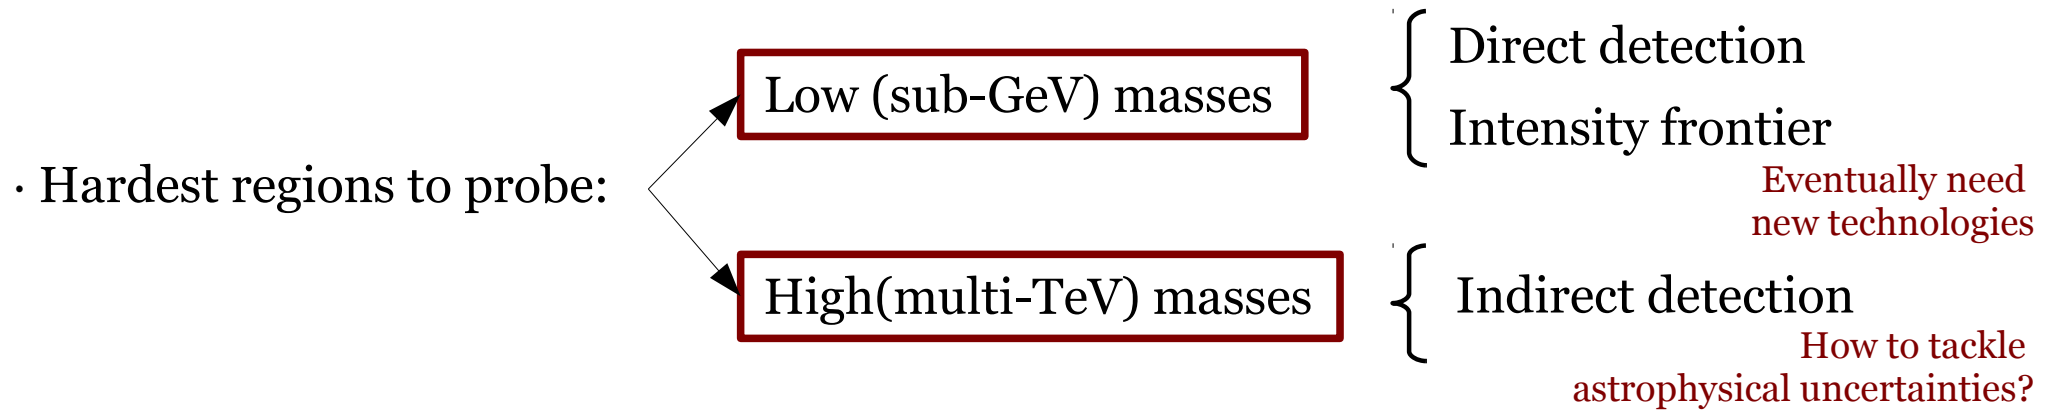 · Hardest regions to probe:
Low (sub-GeV) masses
Direct detection
Intensity frontier
Eventually need
new technologies
High(multi-TeV) masses
Indirect detection
How to tackle
astrophysical uncertainties?